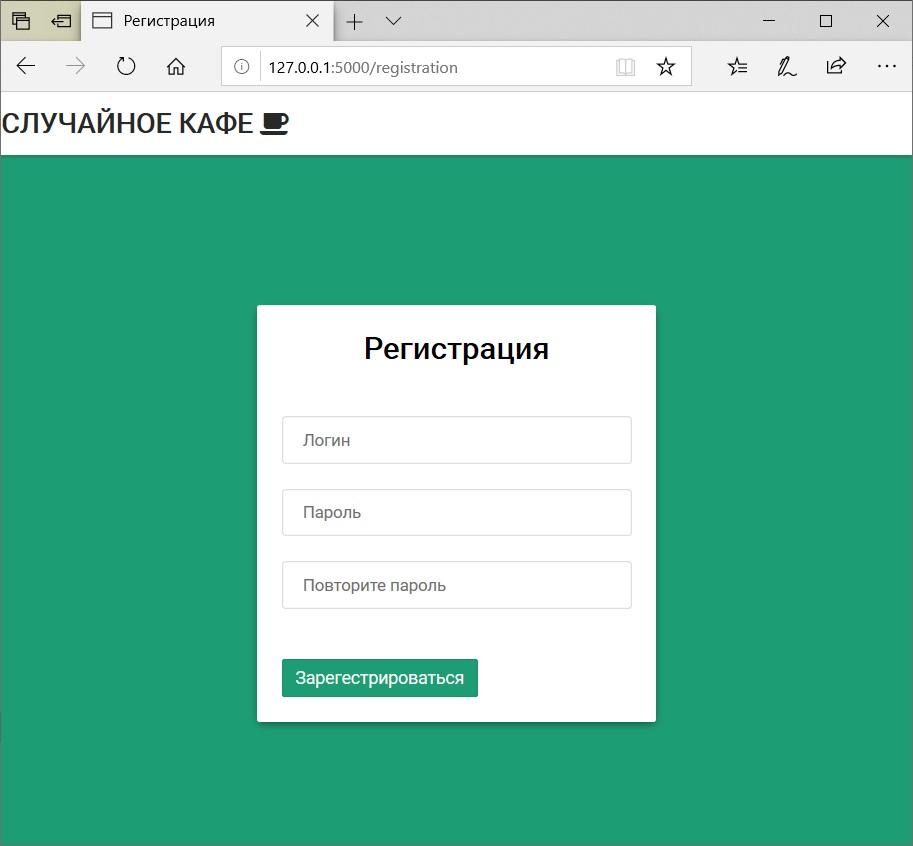 Регистрация
127.0.0.1:5000/registration
СЛУЧАЙНОЕ КАФЕ
Регистрация
Логин
Пароль
Повторите пароль
Зарегестрироваться